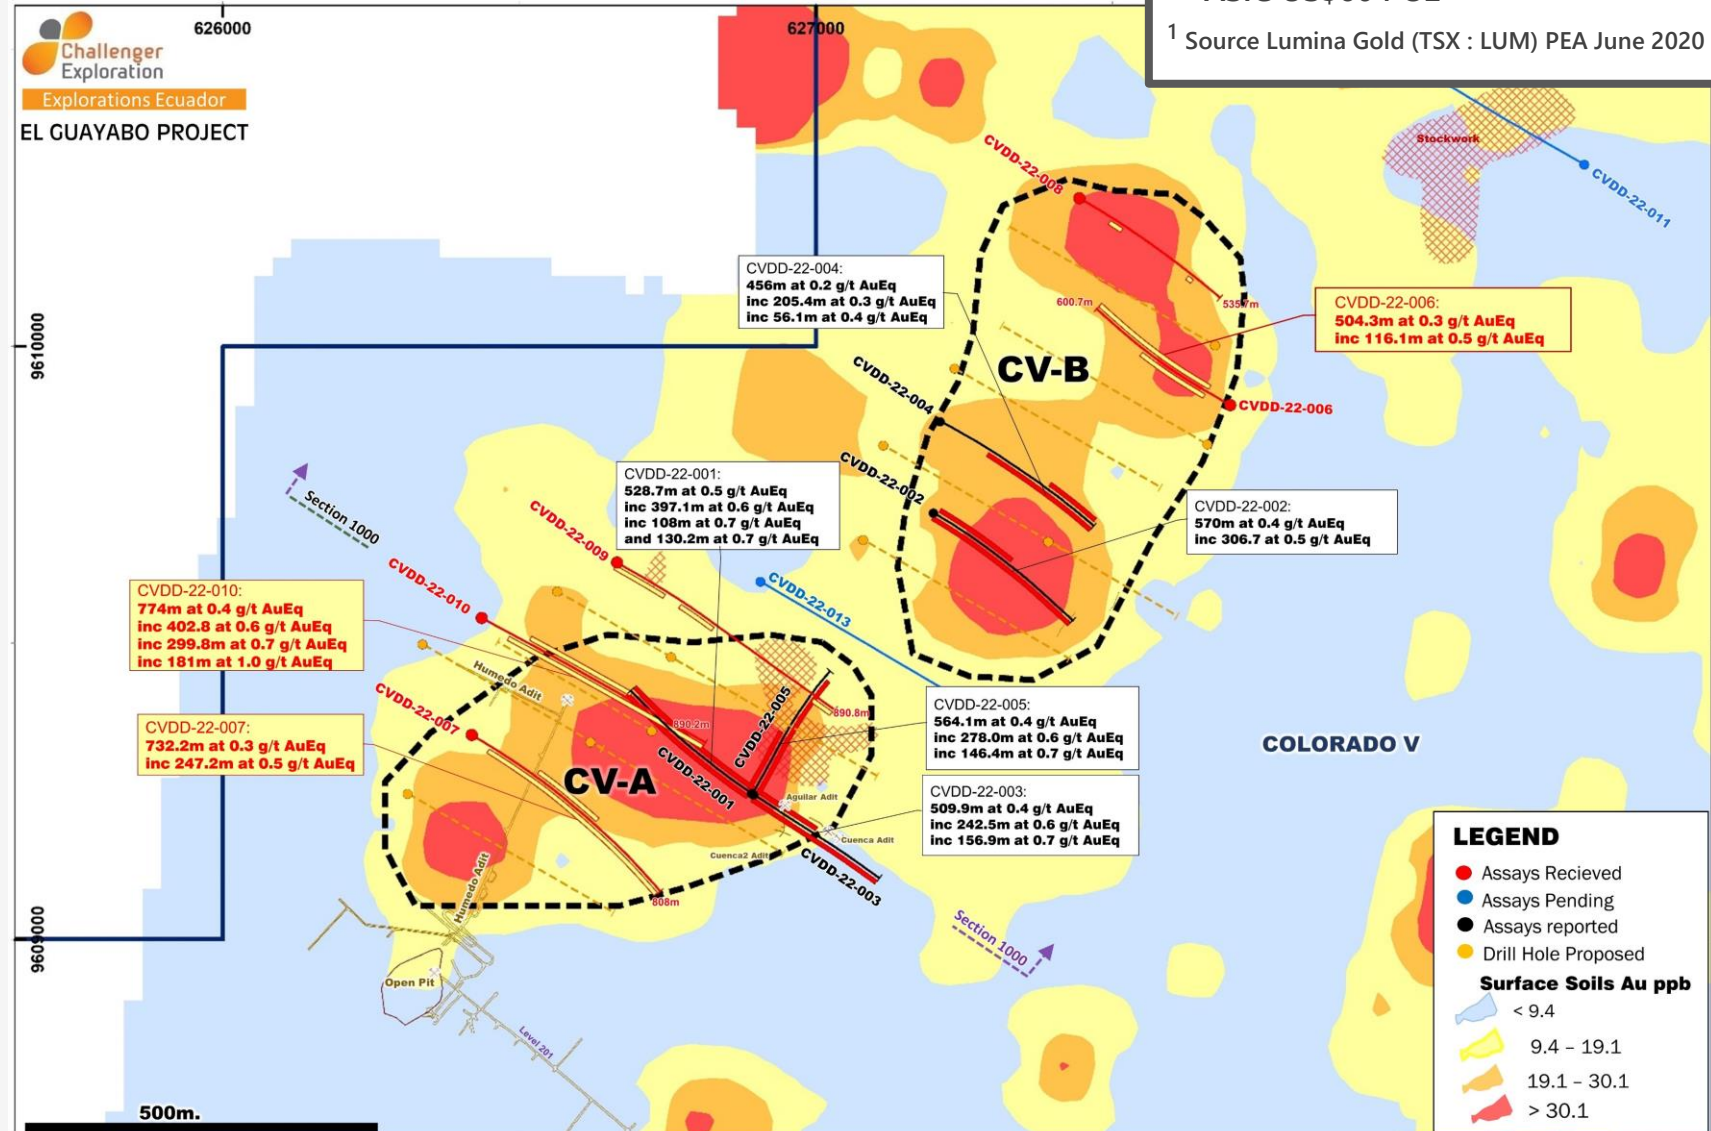 1 Source Lumina Gold (TSX : LUM) PEA June 2020
626000
627000
Challenger
Exploration
Explorations Ecuador
EL GUAYABO PROJECT
9610000
9609000
Stockwork
CVDD-22-011
CVDD-22-008
535.7m
600.7m
CVDD-22-004:
456m at 0.2 g/t AuEq
inc 205.4m at 0.3 g/t AuEq
inc 56.1m at 0.4 g/t AuEq
CVDD-22-006:
504.3m at 0.3 g/t AuEq
inc 116.1m at 0.5 g/t AuEq
CV-B
CVDD-22-004
CVDD-22-006
CVDD-22-002
CVDD-22-001:
528.7m at 0.5 g/t AuEq
inc 397.1m at 0.6 g/t AuEq
inc 108m at 0.7 g/t AuEq
and 130.2m at 0.7 g/t AuEq
CVDD-22-002:
570m at 0.4 g/t AuEq
inc 306.7 at 0.5 g/t AuEq
Section 1000
CVDD-22-009
CVDD-22-010
CVDD-22-013
CVDD-22-010:
774m at 0.4 g/t AuEq
inc 402.8 at 0.6 g/t AuEq
inc 299.8m at 0.7 g/t AuEq
inc 181m at 1.0 g/t AuEq
Humedo Adit
CVDD-22-007
CVDD-22-007:
732.2m at 0.3 g/t AuEq
inc 247.2m at 0.5 g/t AuEq
890.2m
CVDD-22-005
890.8m
CVDD-22-005:
564.1m at 0.4 g/t AuEq
inc 278.0m at 0.6 g/t AuEq
inc 146.4m at 0.7 g/t AuEq
COLORADO V
CV-A
CVDD-22-001
Aguilar Adit
CVDD-22-003:
509.9m at 0.4 g/t AuEq
inc 242.5m at 0.6 g/t AuEq
inc 156.9m at 0.7 g/t AuEq
Cuenca Adit
Cuenca2 Adit
CVDD-22-003
Humedo Adit
808m
Section 1000
Open Pit
Level 201
500m.
LEGEND
Assays Recieved
Assays Pending
Assays reported
Drill Hole Proposed
Surface Soils Au ppb
< 9.4
9.4 – 19.1
19.1 – 30.1
> 30.1